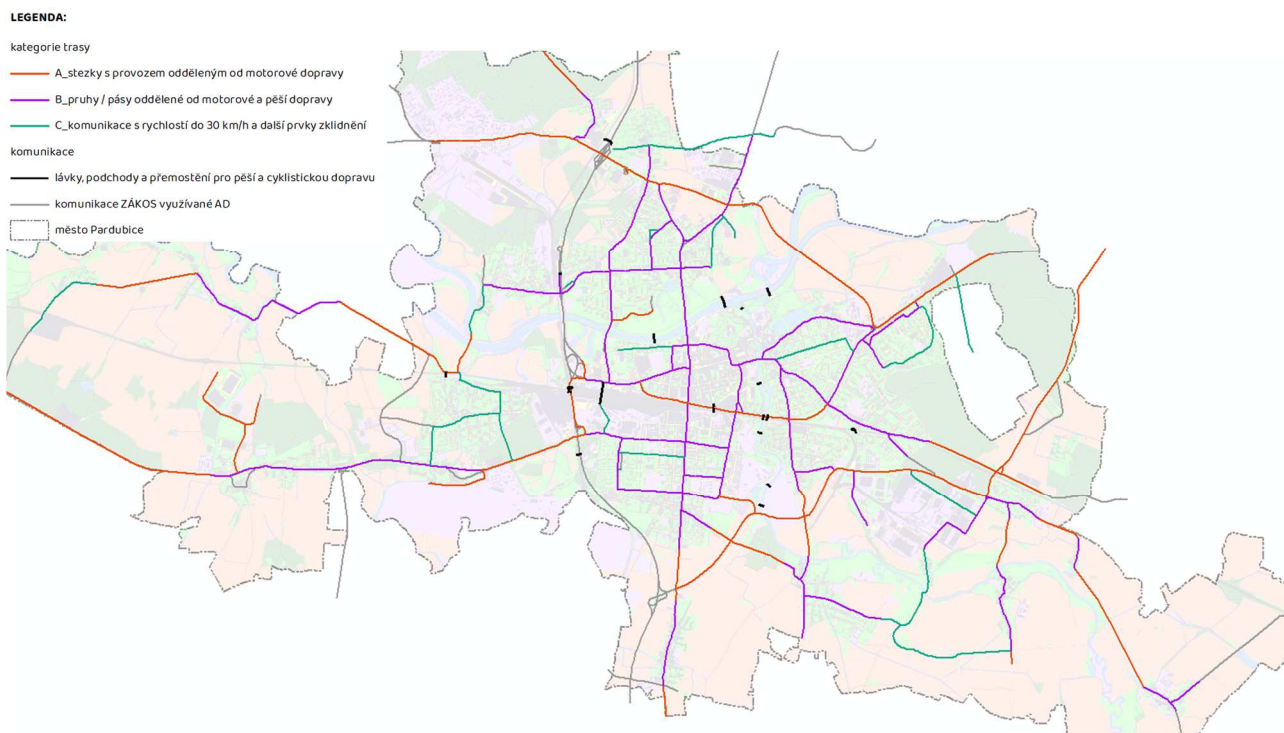 LEGENDA:
kategorie trasy
A_stezky s provozem odděleným od motorové dopravy
B_pruhy / pásy oddělené od motorové a pěší dopravy
C_komunikace s rychlostí do 30 km/h a další prvky zklidnění
komunikace
lávky, podchody a přemostění pro pěší a cyklistickou dopravu
komunikace ZÁKOS využívané AD
město Pardubice